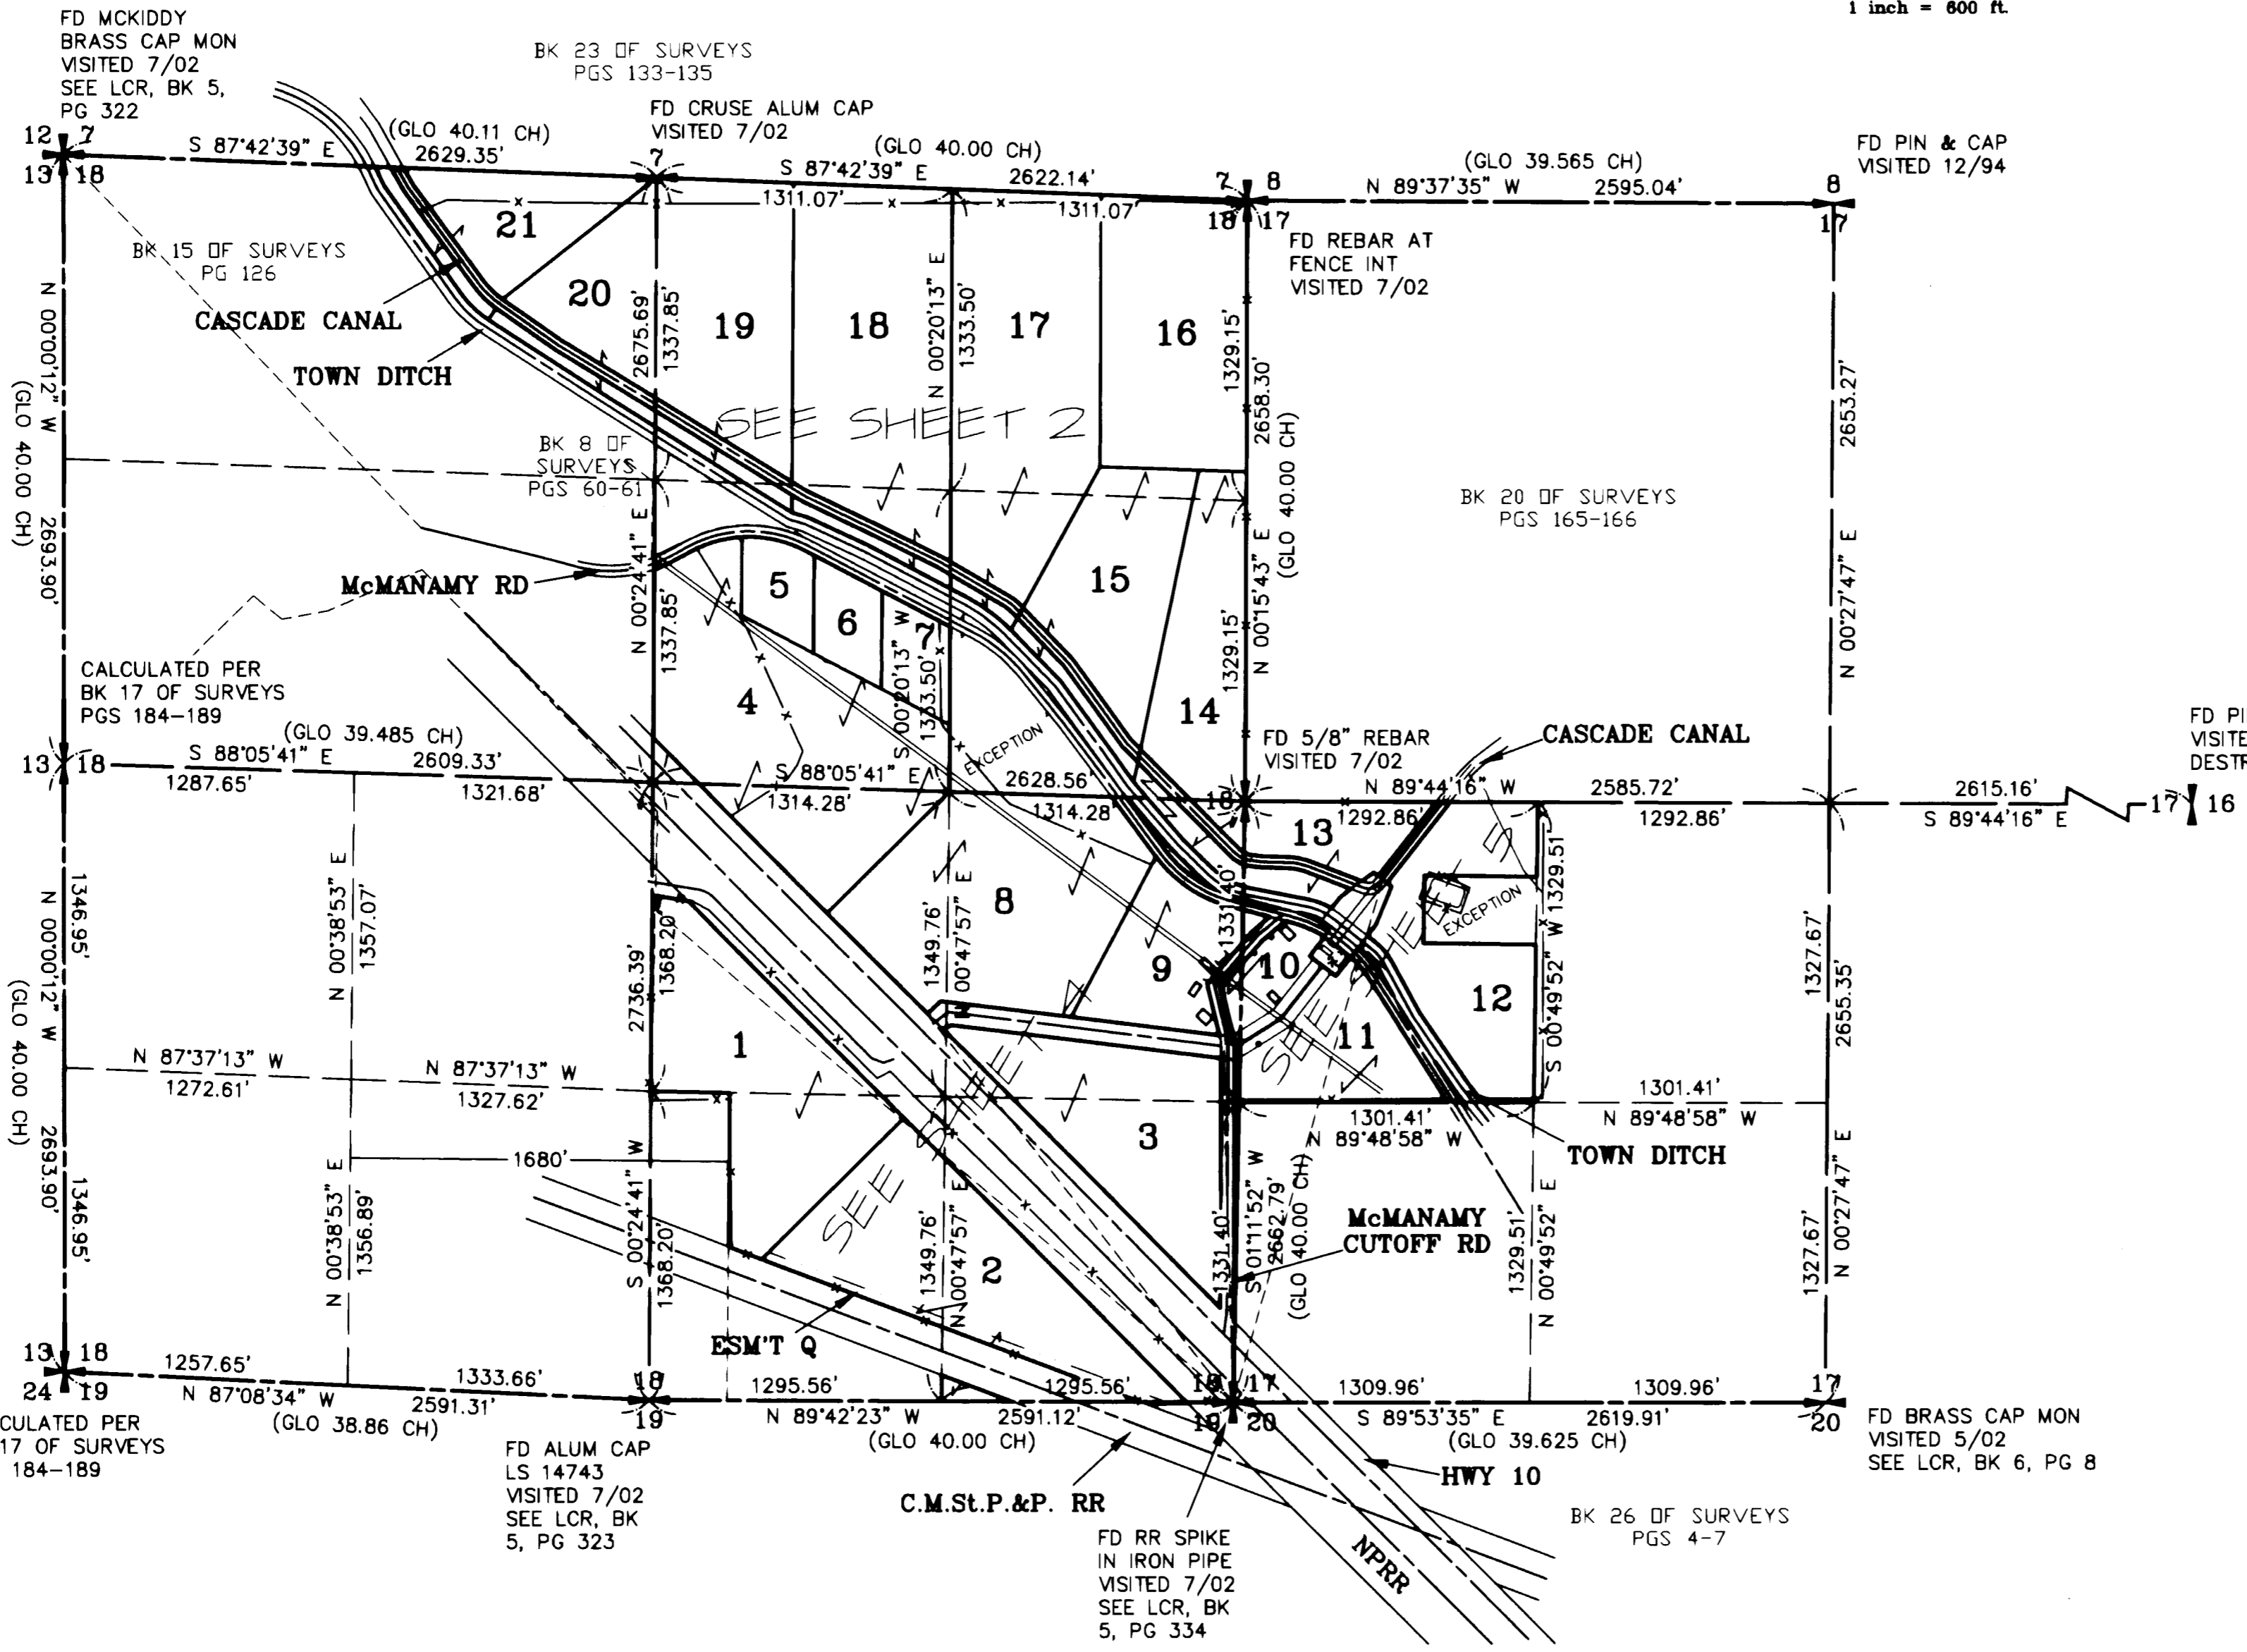 1 inch = 600 ft.
FD MCKIDDY
BRASS CAP MON
VISITED 7/02
SEE LCR, BK 5,
PG 322
BK 23 OF SURVEYS
PGS 133-135
FD CRUSE ALUM CAP
VISITED 7/02
FD PIN & CAP
VISITED 12/94
12 7
13 18
S 87°42'39" E
(GLO 40.11 CH)
2629.35'
7
(GLO 40.00 CH)
S 87°42'39" E
2622.14'
1311.07'
1311.07'
7 8
18 17
(GLO 39.565 CH)
N 89°37'35" W
2595.04'
8
17
FD REBAR AT
FENCE INT
VISITED 7/02
BK 15 OF SURVEYS
PG 126
CASCADE CANAL
TOWN DITCH
21
20
19
18
17
16
2675.69'
1337.85'
N 00°20'13" E
1333.50'
1329.15'
2658.30'
(GLO 40.00 CH)
2653.27'
N 00°00'12" W
(GLO 40.00 CH)
2693.90'
SEE SHEET 2
BK 8 OF
SURVEYS
PGS 60-61
BK 20 OF SURVEYS
PGS 165-166
N 00°24'41" E
1337.85'
McMANAMY RD
5
6
7
4
15
14
S 00°20'13" W
1333.50'
1329.15'
N 00°15'43" E
N 00°27'47" E
EXCEPTION
CALCULATED PER
BK 17 OF SURVEYS
PGS 184-189
(GLO 39.485 CH)
13 18
S 88°05'41" E
2609.33'
1287.65'
1321.68'
S 88°05'41" E
2628.56'
1314.28'
1314.28'
FD 5/8" REBAR
VISITED 7/02
CASCADE CANAL
18
N 89°44'16" W
2585.72'
1292.86'
1292.86'
2615.16'
S 89°44'16" E
17 16
FD PI
VISITE
DESTR
13
8
9
10
11
12
EXCEPTION
1346.95'
N 00°00'12" W
(GLO 40.00 CH)
N 00°38'53" E
1357.07'
2736.39'
1368.20'
1349.76'
00°47'57" E
1331.40'
1329.51'
S 00°49'52" W
1327.67'
2655.35'
1
3
2
N 87°37'13" W
1272.61'
N 87°37'13" W
1327.62'
1301.41'
N 89°48'58" W
1301.41'
N 89°48'58" W
TOWN DITCH
1680'
2693.90'
1346.95'
N 00°38'53" E
1356.89'
S 00°24'41" W
1368.20'
1349.76'
N 00°47'57" E
1331.40'
S 01°11'52" W
2662.79'
(GLO 40.00 CH)
McMANAMY
CUTOFF RD
1329.51'
N 00°49'52" E
1327.67'
N 00°27'47" E
ESM'T Q
13 18
24 19
1257.65'
1333.66'
N 87°08'34" W
2591.31'
(GLO 38.86 CH)
18
19
1295.56'
1295.56'
N 89°42'23" W
2591.12'
(GLO 40.00 CH)
17
20
1309.96'
1309.96'
S 89°53'35" E
2619.91'
(GLO 39.625 CH)
17
20
CULATED PER
17 OF SURVEYS
184-189
FD ALUM CAP
LS 14743
VISITED 7/02
SEE LCR, BK
5, PG 323
C.M.St.P.&P. RR
FD RR SPIKE
IN IRON PIPE
VISITED 7/02
SEE LCR, BK
5, PG 334
HWY 10
NPRR
BK 26 OF SURVEYS
PGS 4-7
FD BRASS CAP MON
VISITED 5/02
SEE LCR, BK 6, PG 8